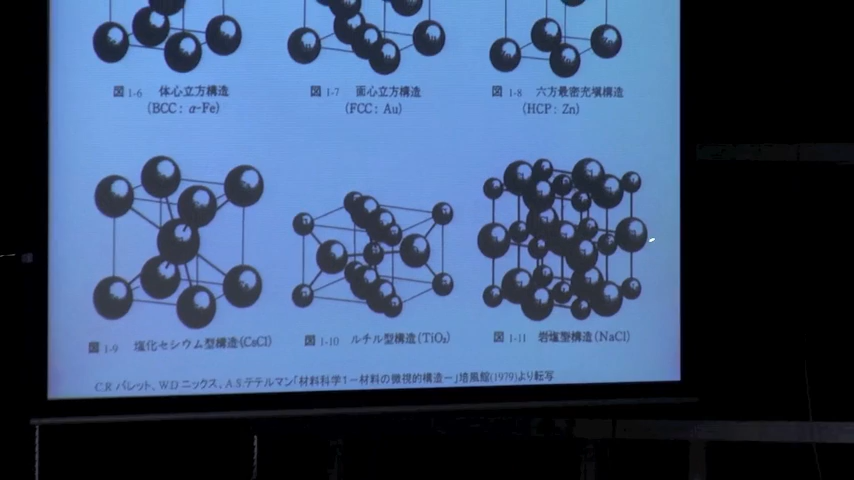 図 1-6 体心立方構造
(BCC: α-Fe)
図 1-7 面心立方構造
(FCC: Au)
図 1-8 六方最密充塡構造
(HCP: Zn)
図 1-9 塩化セシウム型構造(CsCl)
図 1-10 ルチル型構造(TiO₂)
図 1-11 岩塩型構造(NaCl)
C.R.バレット、W.D.ニックス、A.S.テテルマン「材料科学1−材料の微視的構造−」培風館(1979)より転写